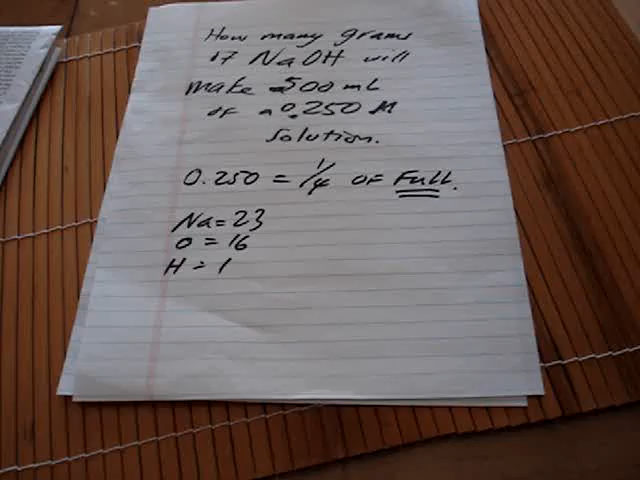 How many grams
of NaOH will
make 500 mL
of a 0.250 M
solution.
0.250 = 1/4 of Full.
Na = 23
O = 16
H = 1